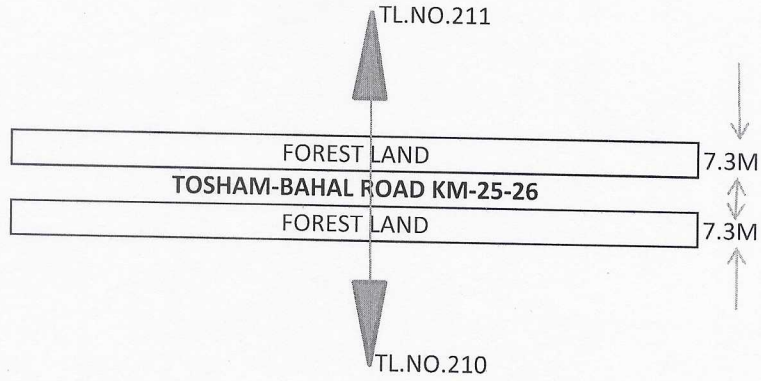 TL.NO.211
FOREST LAND
7.3M
TOSHAM-BAHAL ROAD KM-25-26
FOREST LAND
7.3M
TL.NO.210